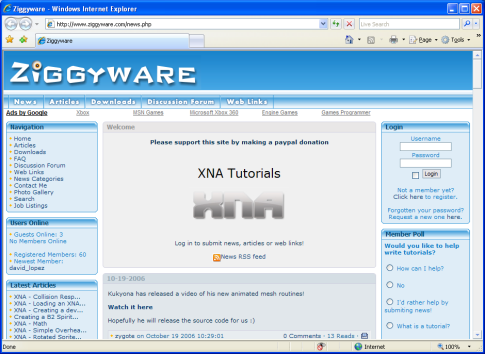 Ziggyware - Windows Internet Explorer
http://www.ziggyware.com/news.php
Live Search
Ziggyware
Page
Tools
ZiGGYWARE
News
Articles
Downloads
Discussion Forum
Web Links
Ads by Google
Xbox
MSN Games
Microsoft Xbox 360
Engine Games
Games Programmer
Navigation
Home
Articles
Downloads
FAQ
Discussion Forum
Web Links
News Categories
Contact Me
Photo Gallery
Search
Job Listings
Users Online
Guests Online: 3
No Members Online
Registered Members: 60
Newest Member:
david_lopez
Latest Articles
XNA - Collision Resp...
XNA - Loading an XNA...
XNA - Creating a dev...
Creating a B2 Spirit...
XNA - Math
XNA - Simple Overhea...
XNA - Rotated Sprite...
Welcome
Please support this site by making a paypal donation
XNA Tutorials
XNA
Log in to submit news, articles or web links!
News RSS feed
10-19-2006
Kukyona has released a video of his new animated mesh routines!
Watch it here
Hopefully he will release the source code for us :)
zygote on October 19 2006 10:29:01
0 Comments · 13 Reads ·
Login
Username
Password
Login
Not a member yet?
Click here to register.
Forgotten your password?
Request a new one here.
Member Poll
Would you like to help
write tutorials?
How can I help?
No
I'd rather help by
submiting news!
What is a tutorial?
Done
Internet
100%